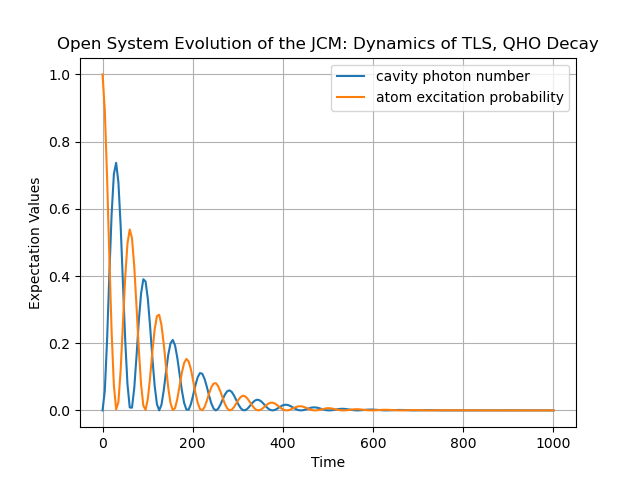 Open System Evolution of the JCM: Dynamics of TLS, QHO Decay
cavity photon number
atom excitation probability
Expectation Values
1.0
0.8
0.6
0.4
0.2
0.0
0 200 400 600 800 1000
Time